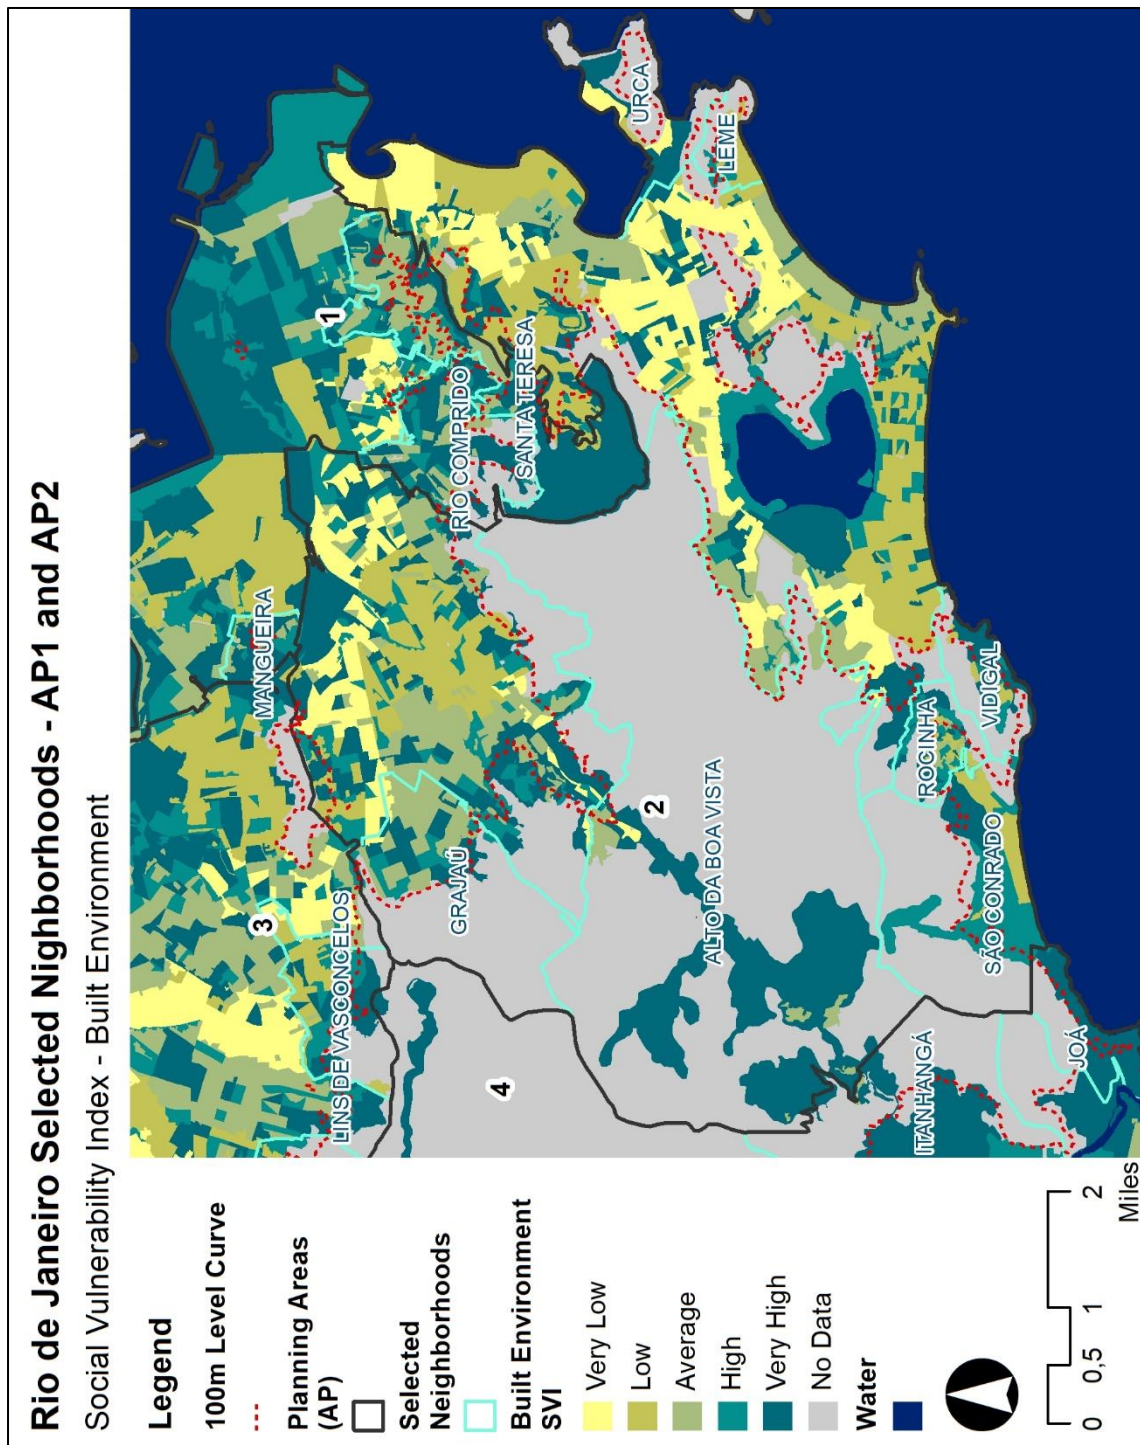 Rio de Janeiro Selected Nighborhoods - AP1 and AP2
Social Vulnerability Index - Built Environment
Legend
100m Level Curve
Planning Areas
(AP)
Selected
Neighborhoods
Built Environment
SVI
Very Low
Low
Average
High
Very High
No Data
Water
0 0,5 1 2
Miles
MANGUEIRA
1
3
LINS DE VASCONCELOS
GRAJAÚ
RIO COMPRIDO
SANTA TERESA
URCA
LEME
4
2
ALTO DA BOA VISTA
ROCINHA
VIDIGAL
SÃO CONRADO
ITANHANGÁ
JOÁ